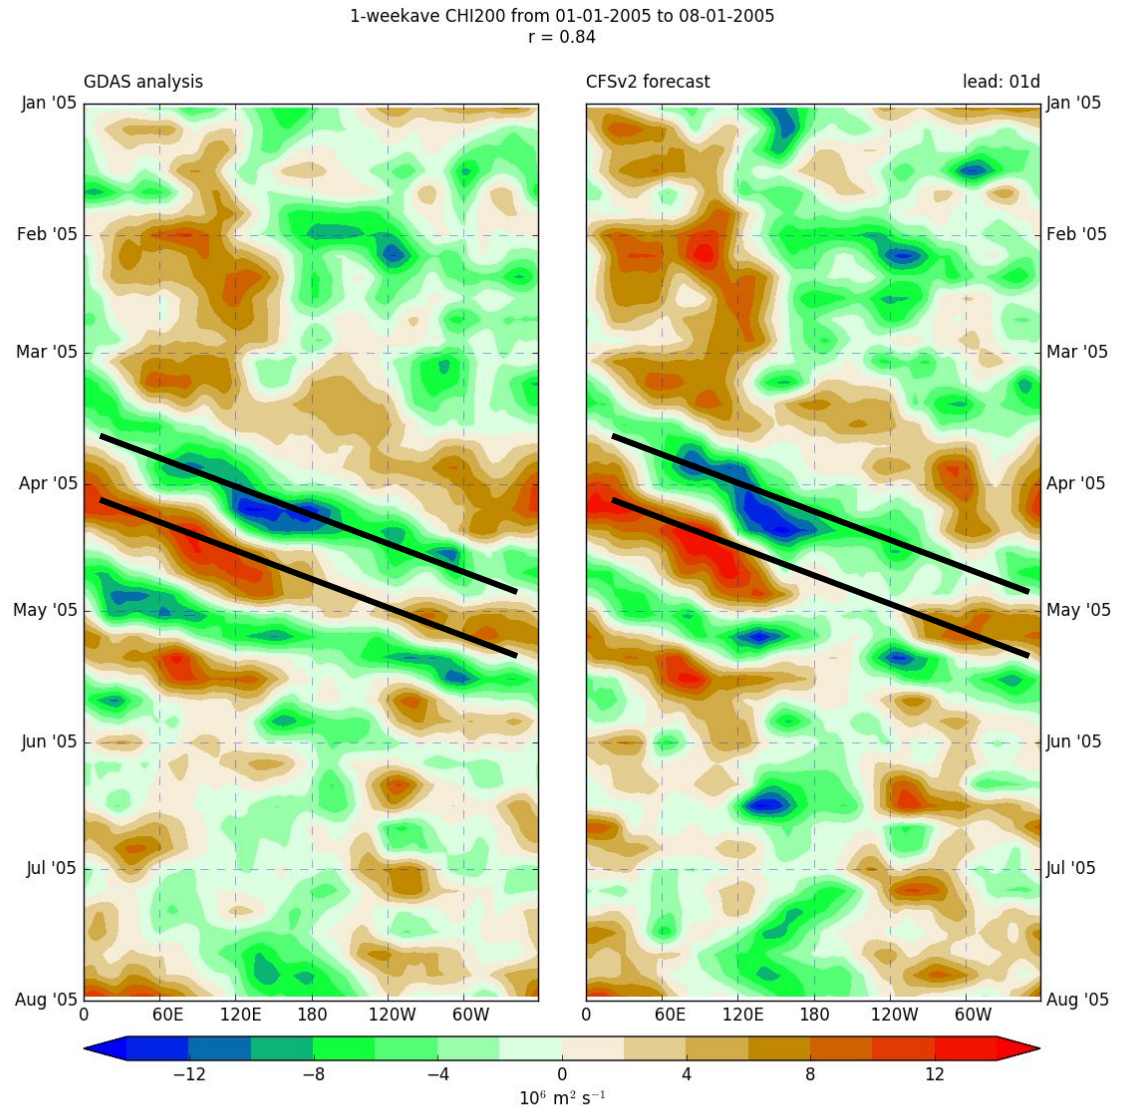 1-weekave CHI200 from 01-01-2005 to 08-01-2005
r = 0.84
GDAS analysis
CFSv2 forecast lead: 01d
Jan '05 Jan '05
Feb '05 Feb '05
Mar '05 Mar '05
Apr '05 Apr '05
May '05 May '05
Jun '05 Jun '05
Jul '05 Jul '05
Aug '05 Aug '05
0 60E 120E 180 120W 60W 0 60E 120E 180 120W 60W
−12 −8 −4 0 4 8 12
10⁶ m² s⁻¹